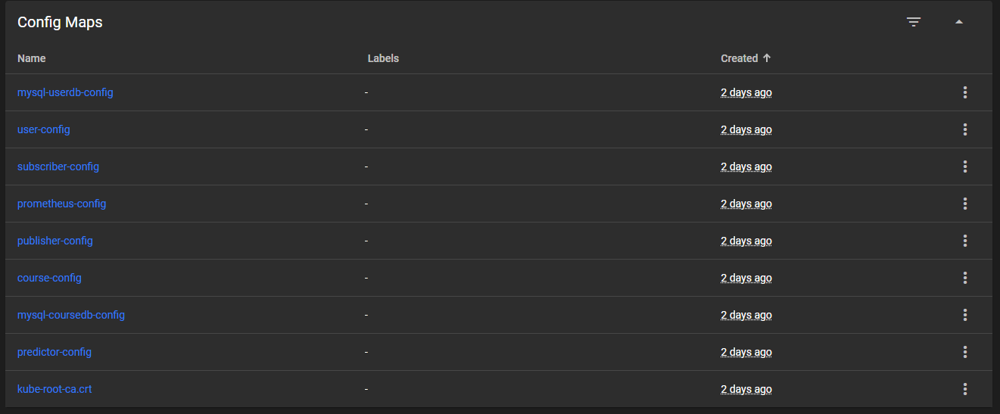 Config Maps
Name Labels Created
mysql-userdb-config - 2 days ago
user-config - 2 days ago
subscriber-config - 2 days ago
prometheus-config - 2 days ago
publisher-config - 2 days ago
course-config - 2 days ago
mysql-coursedb-config - 2 days ago
predictor-config - 2 days ago
kube-root-ca.crt - 2 days ago